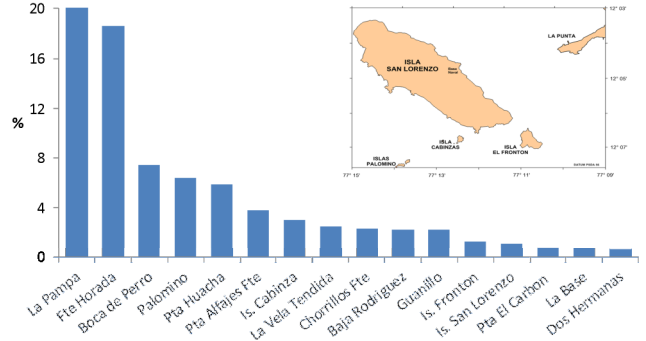 20
16
12
8
4
0
%
La Pampa
Fte Horada
Boca de Perro
Palomino
Pta Huacha
Pta Alfajes Fte
Is. Cabinza
La Vela Tendida
Chorrillos Fte
Baja Rodriguez
Guanillo
Is. Fronton
Is. San Lorenzo
Pta El Carbon
La Base
Dos Hermanas
12° 03'
LA PUNTA
ISLA
SAN LORENZO
Base
Naval
12° 05'
ISLA
CABINZAS
ISLA
EL FRONTON
12° 07'
ISLAS
PALOMINO
77° 15'
77° 13'
77° 11'
77° 09'